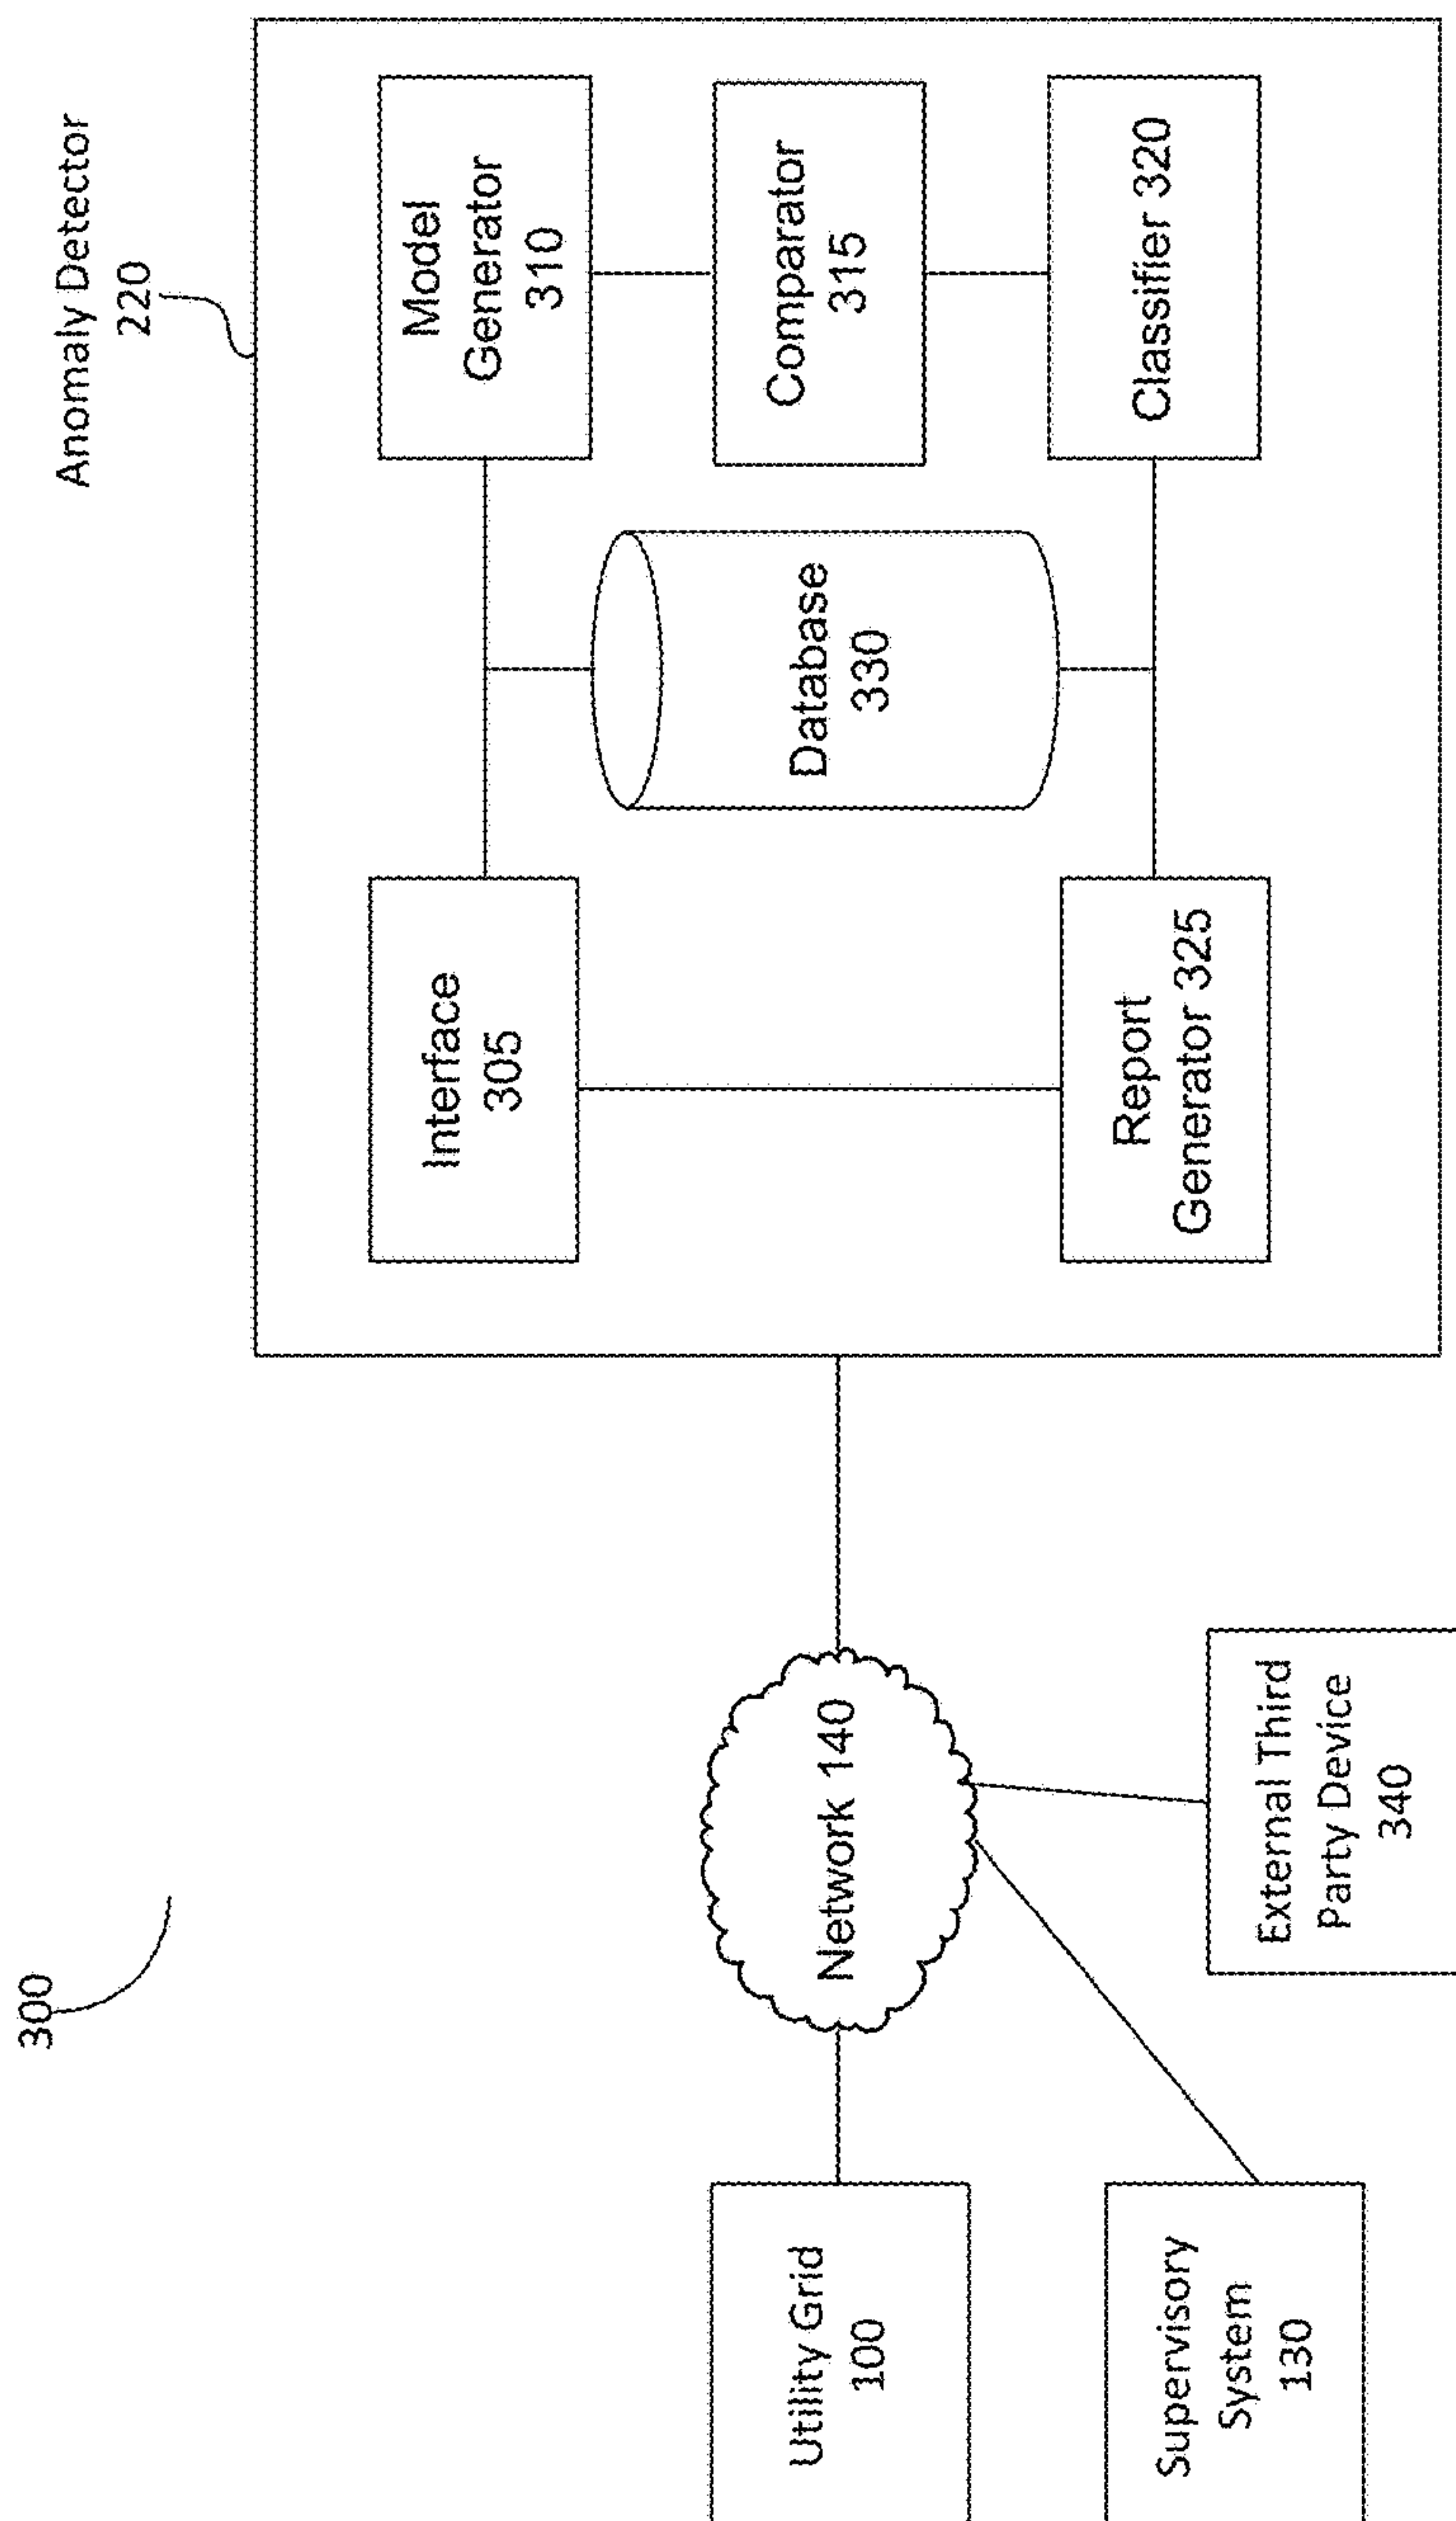 300
Anomaly Detector
220
Utility Grid
100
Supervisory
System
130
Network 140
External Third
Party Device
340
Interface
305
Model
Generator
310
Database
330
Comparator
315
Report
Generator 325
Classifier 320